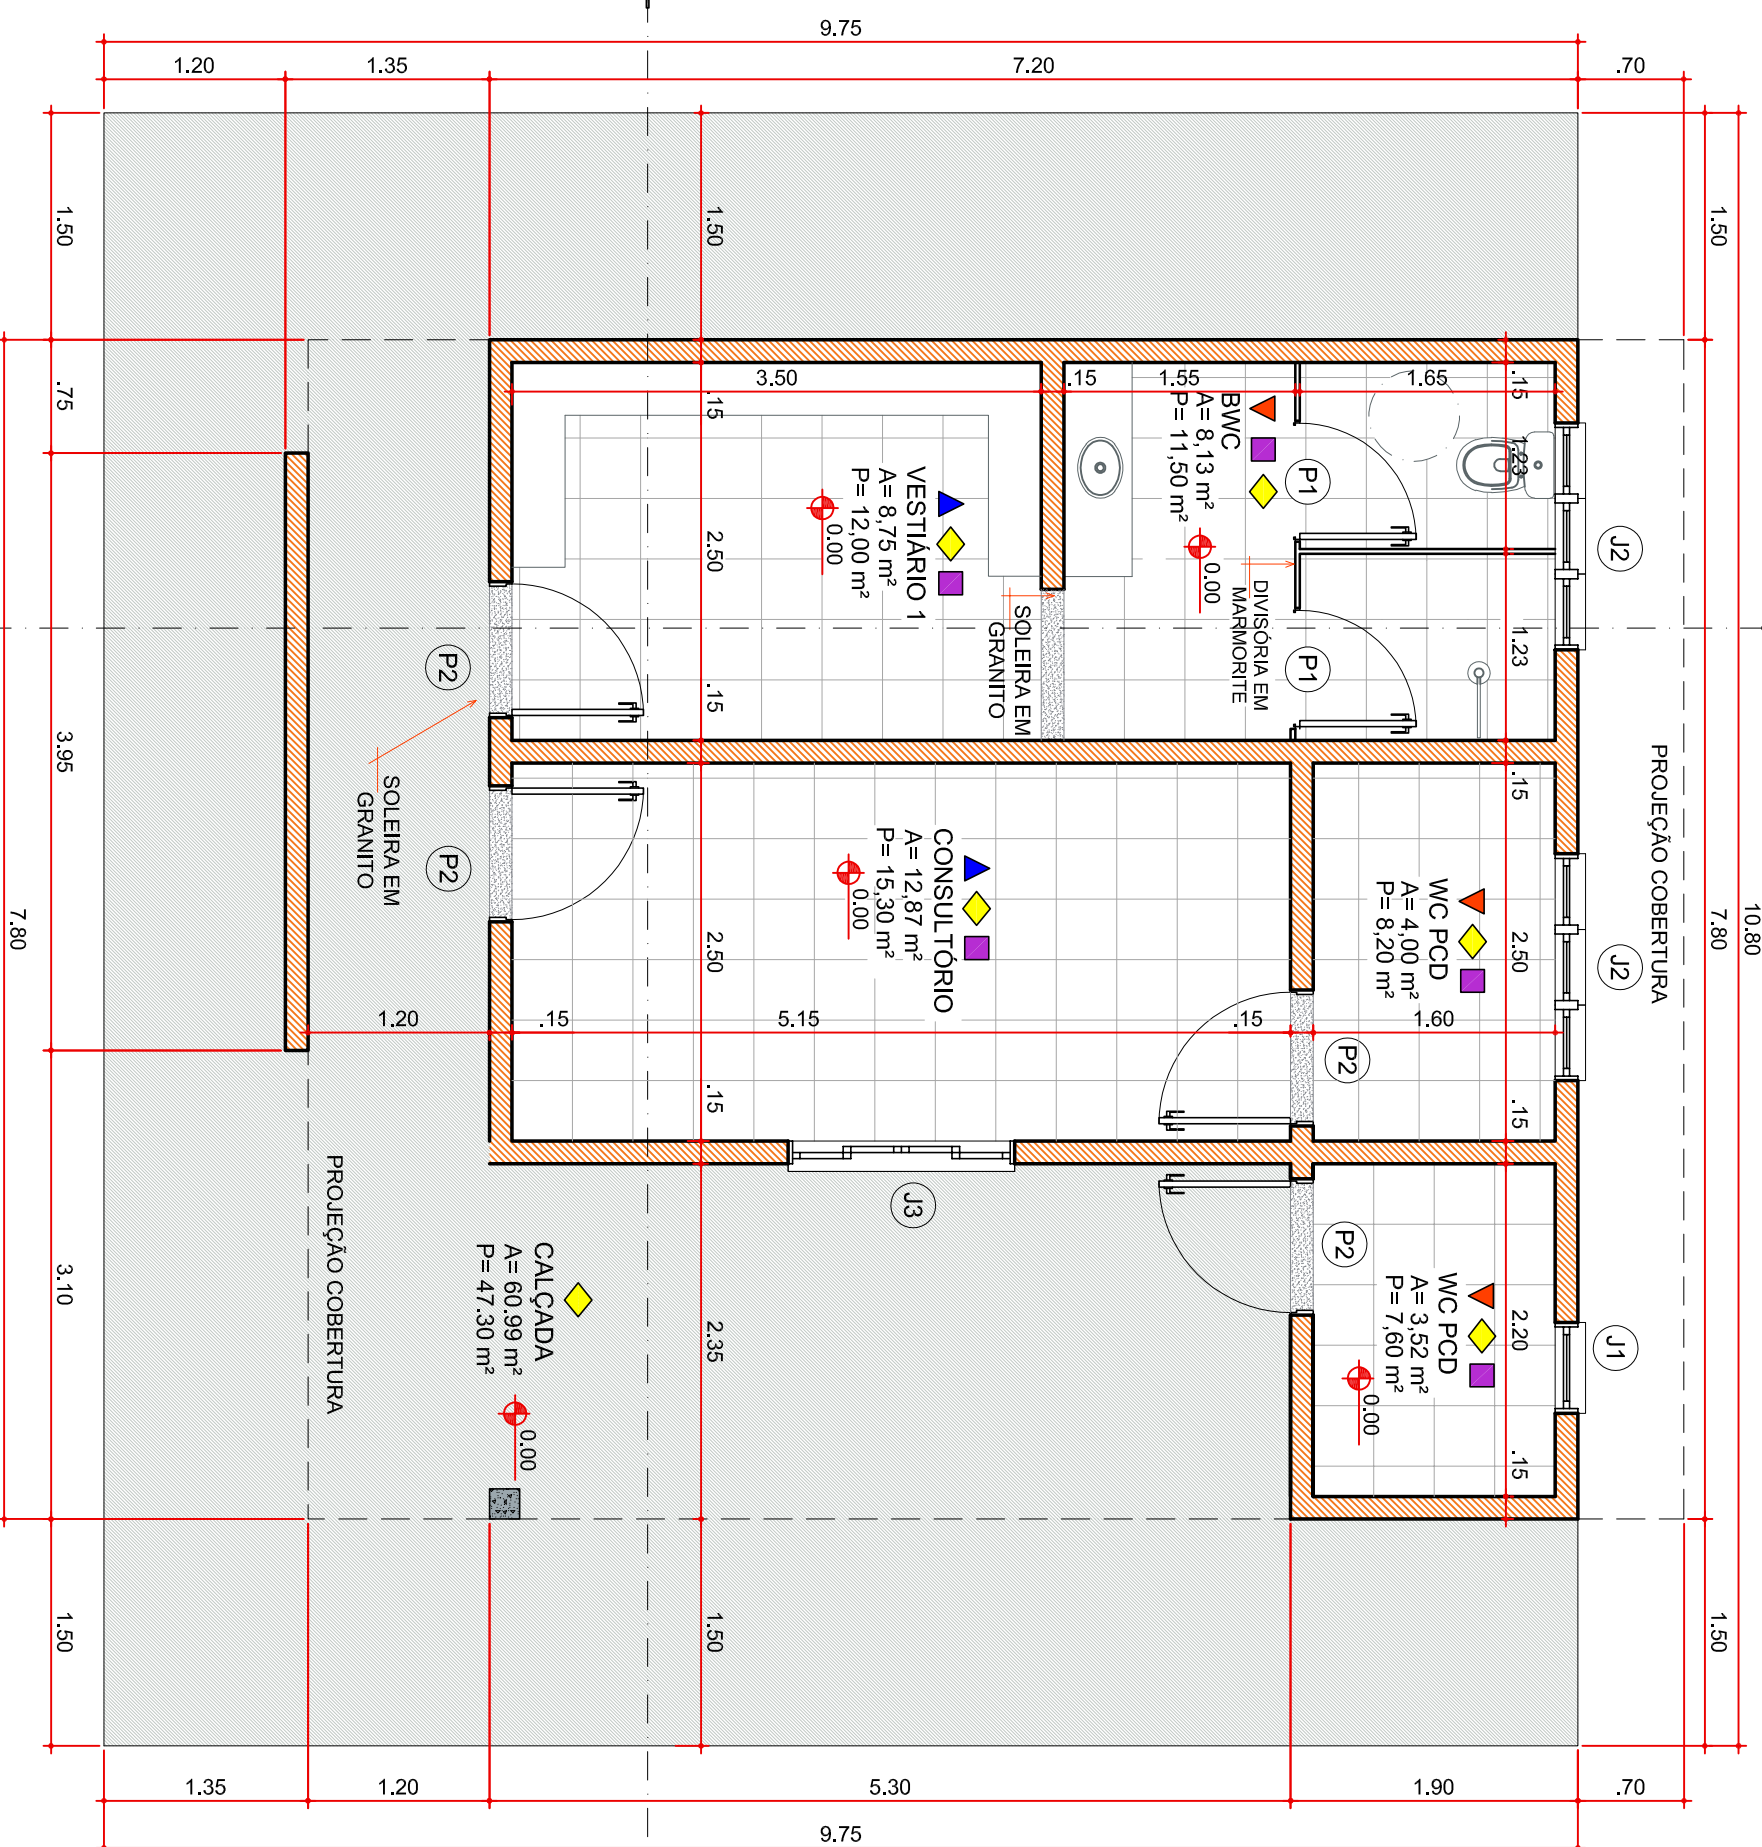 9.75
1.20
1.35
7.20
.70
10.80
1.50
7.80
1.50
1.50
.75
3.95
3.10
1.50
7.80
1.50
.15
2.50
.15
2.50
.15
2.35
1.50
.15
1.23
1.23
.15
2.50
.15
2.20
.15
3.50
.15
1.55
1.65
1.20
.15
5.15
.15
1.60
J2
J2
J1
J3
P1
P1
P2
P2
P2
P2
PROJEÇÃO COBERTURA
BWC
A= 8,13 m²
P= 11,50 m²
0.00
DIVISÓRIA EM
MARMORITE
VESTIÁRIO 1
A= 8,75 m²
P= 12,00 m²
0.00
SOLEIRA EM
GRANITO
SOLEIRA EM
GRANITO
WC PCD
A= 4,00 m²
P= 8,20 m²
CONSULTÓRIO
A= 12,87 m²
P= 15,30 m²
0.00
WC PCD
A= 3,52 m²
P= 7,60 m²
0.00
CALÇADA
A= 60.99 m²
P= 47.30 m²
0.00
PROJEÇÃO COBERTURA
1.35
1.20
5.30
1.90
.70
9.75